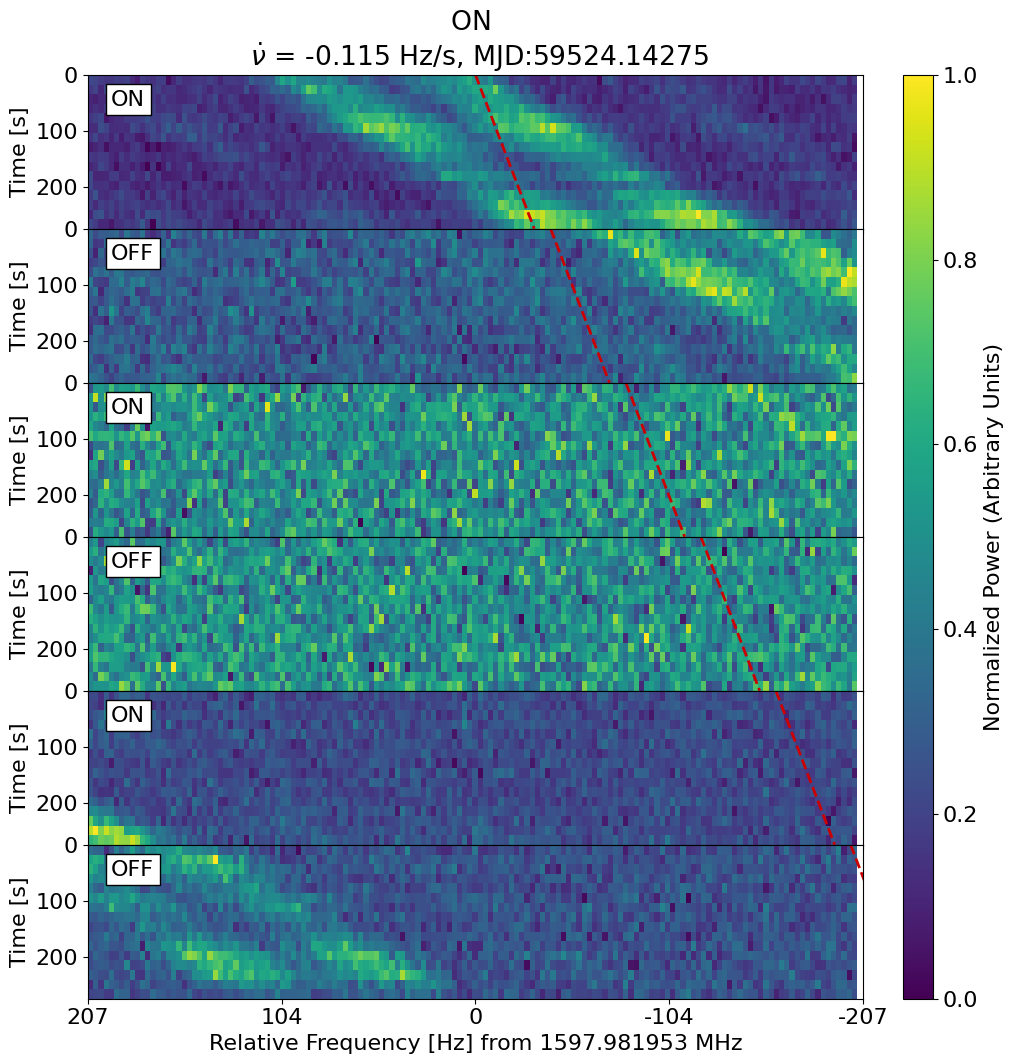 ON
ν̇ = -0.115 Hz/s, MJD:59524.14275
ON
OFF
ON
OFF
ON
OFF
Time [s]
0
100
200
Time [s]
0
100
200
Time [s]
0
100
200
Time [s]
0
100
200
Time [s]
0
100
200
Time [s]
0
100
200
207
104
0
-104
-207
Relative Frequency [Hz] from 1597.981953 MHz
1.0
0.8
0.6
0.4
0.2
0.0
Normalized Power (Arbitrary Units)